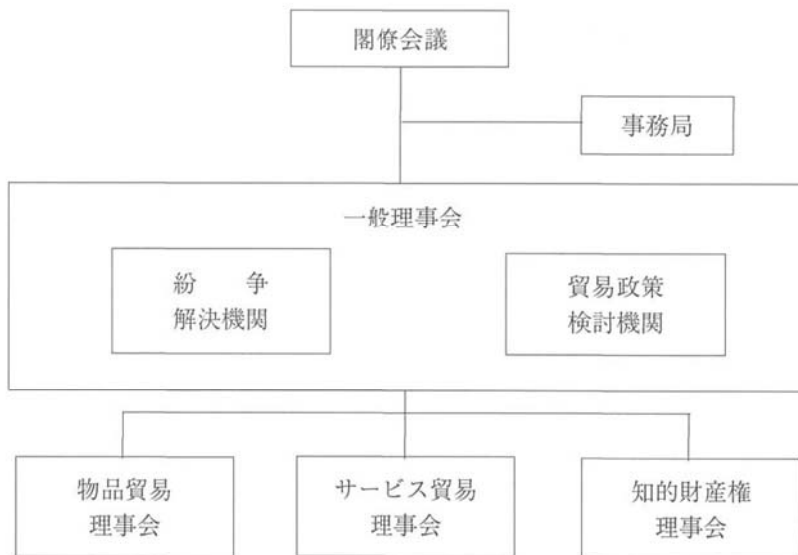 閣僚会議
事務局
一般理事会
紛　　争
解決機関
貿易政策
検討機関
物品貿易
理事会
サービス貿易
理事会
知的財産権
理事会